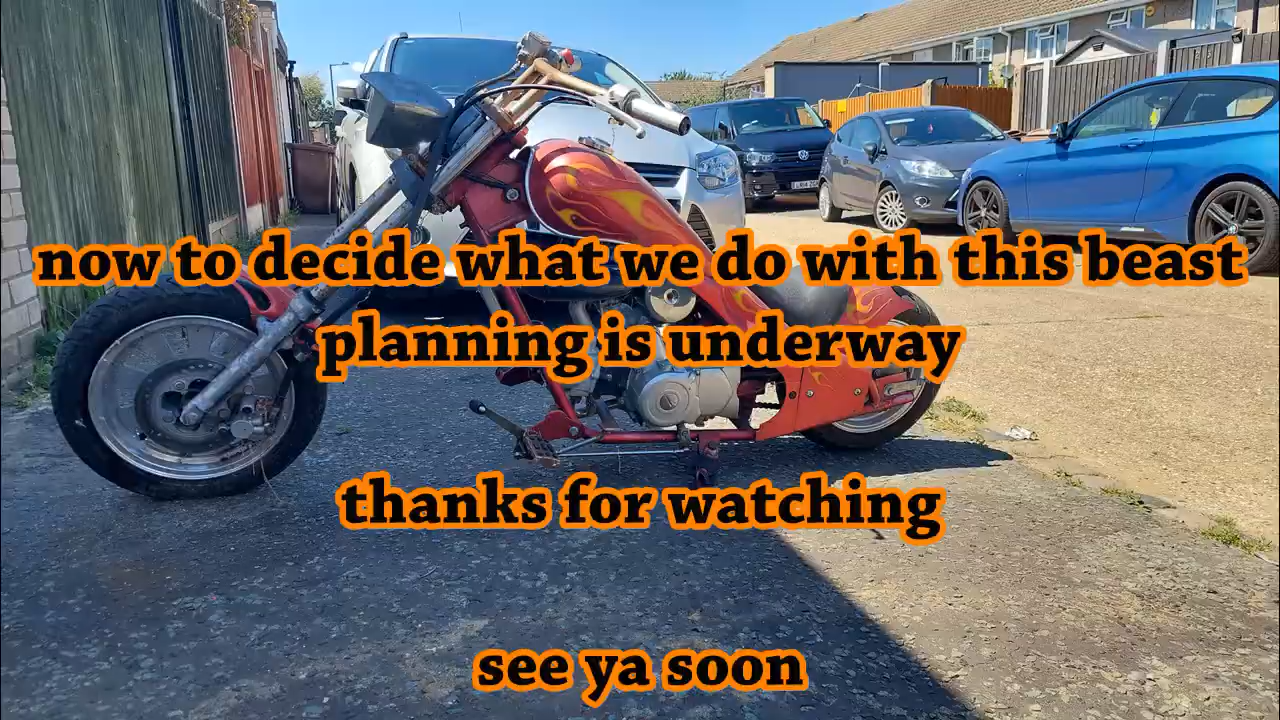 now to decide what we do with this beast
planning is underway
thanks for watching
see ya soon